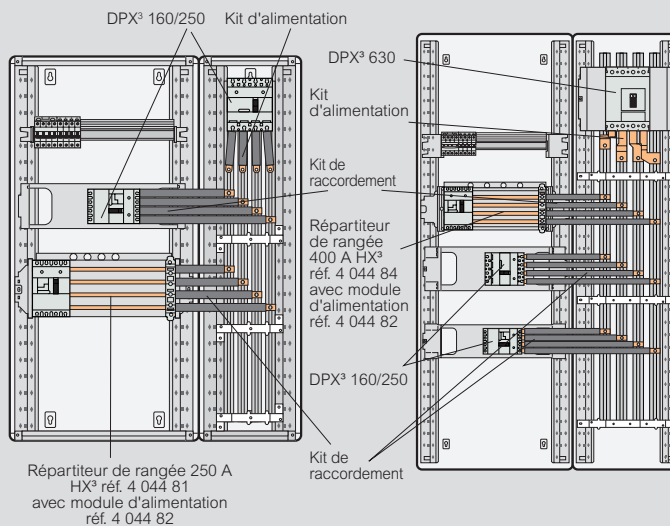 DPX³ 160/250
Kit d'alimentation
DPX³ 630
Kit
d'alimentation
Kit de
raccordement
Répartiteur
de rangée
400 A HX³
réf. 4 044 84
avec module
d'alimentation
réf. 4 044 82
DPX³ 160/250
Kit de
raccordement
Répartiteur de rangée 250 A
HX³ réf. 4 044 81
avec module d'alimentation
réf. 4 044 82